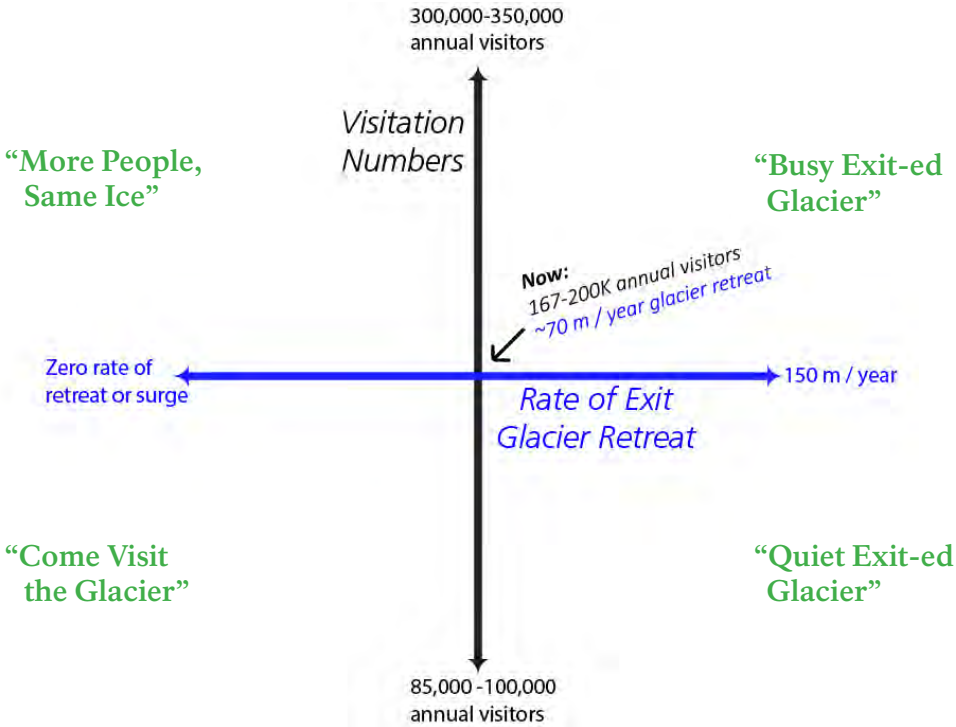 300,000-350,000
annual visitors
Visitation
Numbers
“More People,
Same Ice”
“Busy Exit-ed
Glacier”
Now:
167-200K annual visitors
~70 m / year glacier retreat
Zero rate of
retreat or surge
150 m / year
Rate of Exit
Glacier Retreat
“Come Visit
the Glacier”
“Quiet Exit-ed
Glacier”
85,000 -100,000
annual visitors